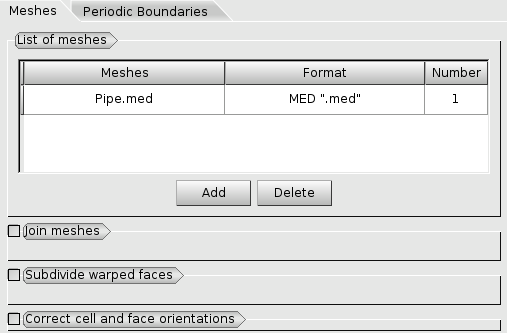 Meshes Periodic Boundaries
List of meshes
Meshes Format Number
Pipe.med MED ".med" 1
Add Delete
Join meshes
Subdivide warped faces
Correct cell and face orientations